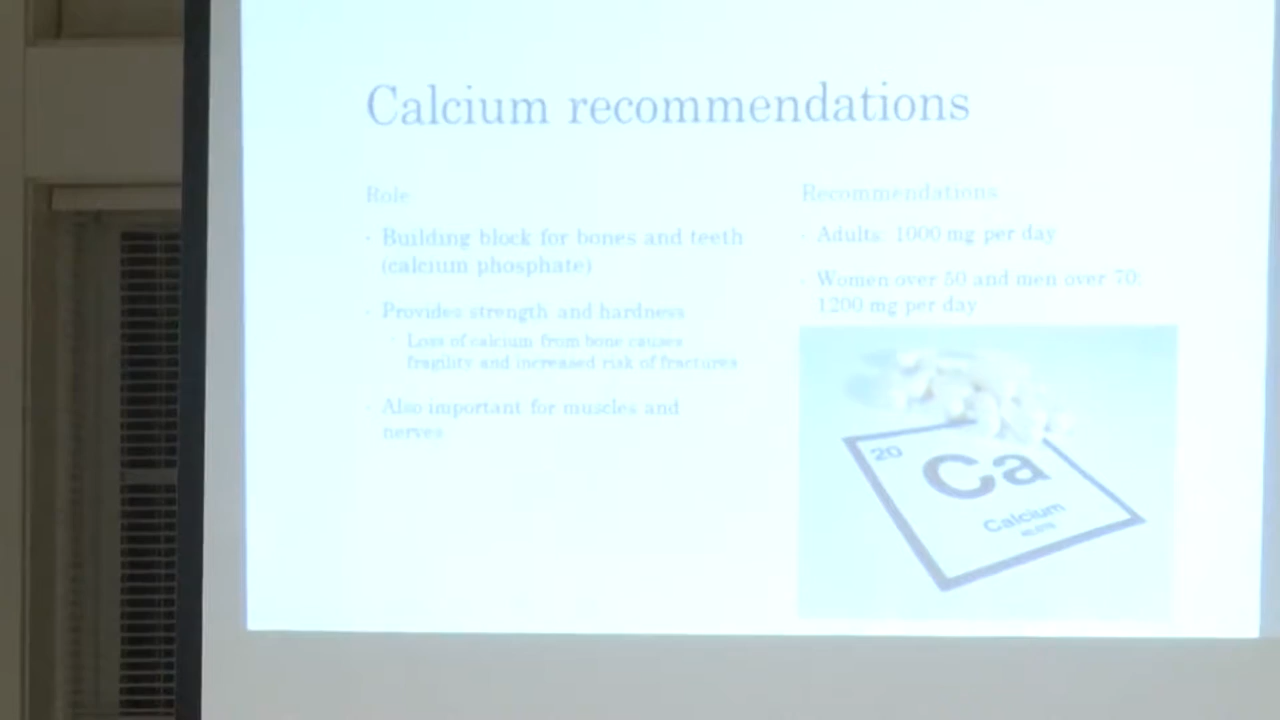 Calcium recommendations
Role
· Building block for bones and teeth
(calcium phosphate)
· Provides strength and hardness
· Loss of calcium from bone causes
fragility and increased risk of fractures
· Also important for muscles and
nerves
Recommendations
· Adults: 1000 mg per day
· Women over 50 and men over 70:
1200 mg per day
20
Ca
Calcium